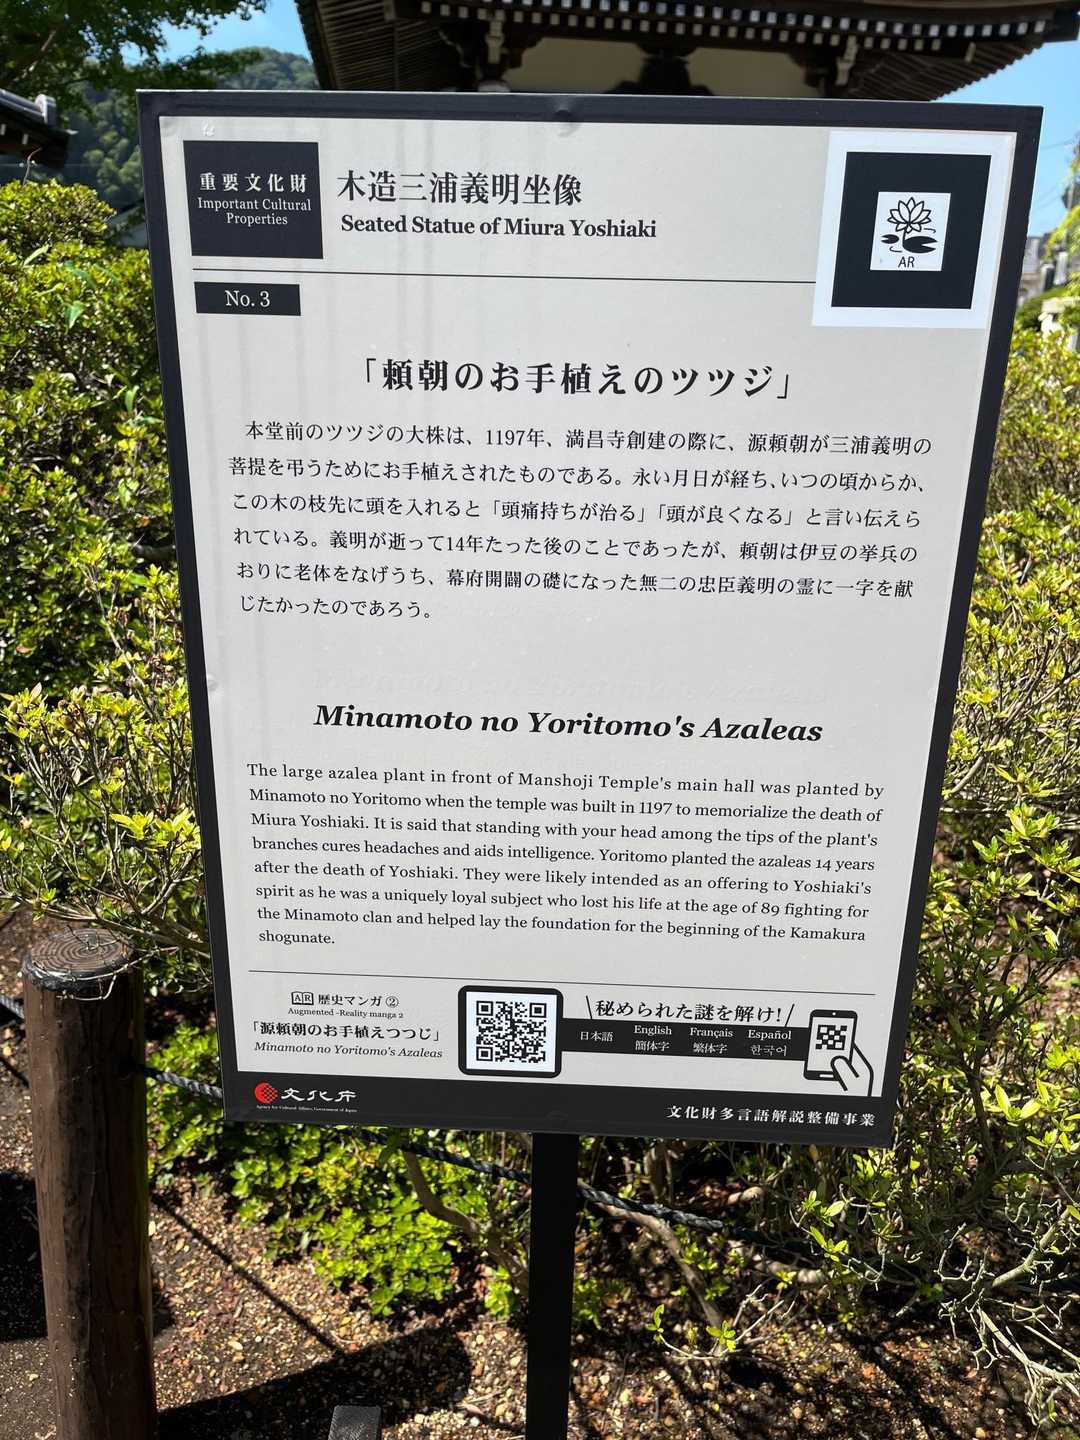 重要文化財
Important Cultural
Properties
木造三浦義明坐像
Seated Statue of Miura Yoshiaki
AR
No. 3
「頼朝のお手植えのツツジ」
本堂前のツツジの大株は、1197年、満昌寺創建の際に、源頼朝が三浦義明の
菩提を弔うためにお手植えされたものである。永い月日が経ち、いつの頃からか、
この木の枝先に頭を入れると「頭痛持ちが治る」「頭が良くなる」と言い伝えら
れている。義明が逝って14年たった後のことであったが、頼朝は伊豆の挙兵の
おりに老体をなげうち、幕府開闢の礎になった無二の忠臣義明の霊に一字を献
じたかったのであろう。
Minamoto no Yoritomo's Azaleas
The large azalea plant in front of Manshoji Temple's main hall was planted by
Minamoto no Yoritomo when the temple was built in 1197 to memorialize the death of
Miura Yoshiaki. It is said that standing with your head among the tips of the plant's
branches cures headaches and aids intelligence. Yoritomo planted the azaleas 14 years
after the death of Yoshiaki. They were likely intended as an offering to Yoshiaki's
spirit as he was a uniquely loyal subject who lost his life at the age of 89 fighting for
the Minamoto clan and helped lay the foundation for the beginning of the Kamakura
shogunate.
AR 歴史マンガ②
Augmented -Reality manga 2
「源頼朝のお手植えつつじ」
Minamoto no Yoritomo's Azaleas
\秘められた謎を解け!/
日本語 English Français Español
簡体字 繁体字 한국어
文化庁
Agency for Cultural Affairs, Government of Japan
文化財多言語解説整備事業